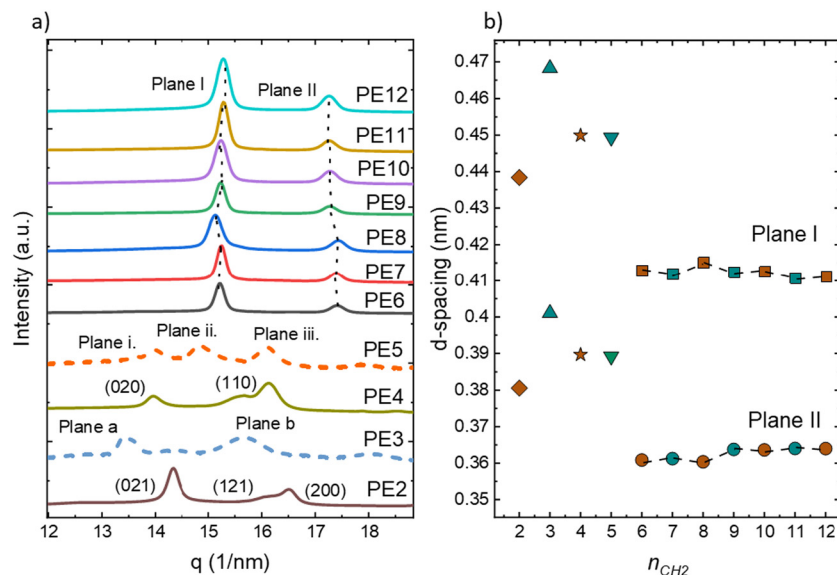 a)
Plane I
Plane II
PE12
PE11
PE10
PE9
PE8
PE7
PE6
Plane i.
Plane ii.
Plane iii.
PE5
(020)
(110)
PE4
Plane a
Plane b
PE3
(021)
(121)
(200)
PE2
Intensity (a.u.)
12 13 14 15 16 17 18
q (1/nm)
b)
0.47
0.46
0.45
0.44
0.43
0.42
0.41
0.4
0.39
0.38
0.37
0.36
0.35
d-spacing (nm)
Plane I
Plane II
2 3 4 5 6 7 8 9 10 11 12
nCH2